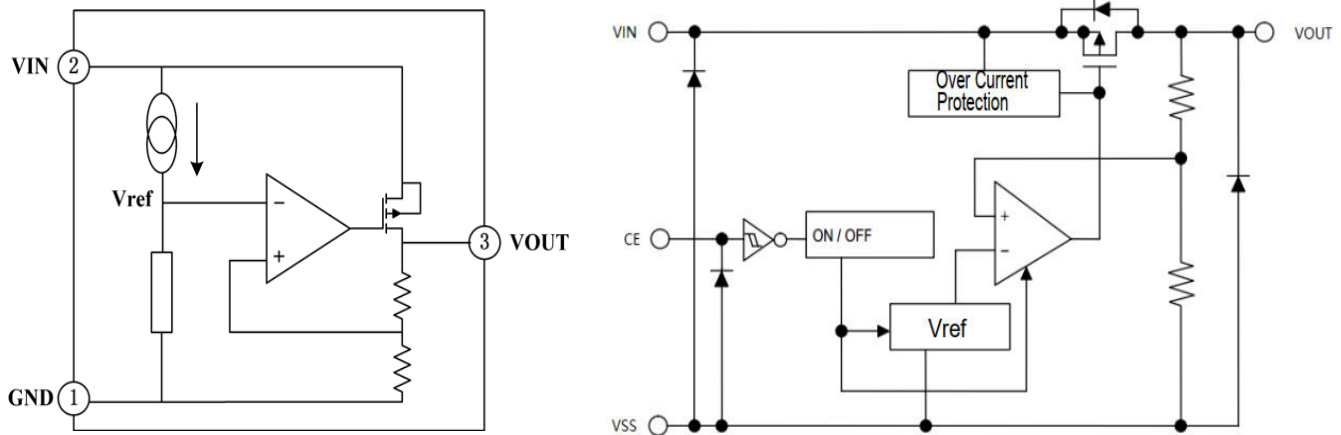 VIN 2
Vref
−
+
3 VOUT
GND 1
VIN
VOUT
Over Current
Protection
CE
ON / OFF
+
−
Vref
VSS